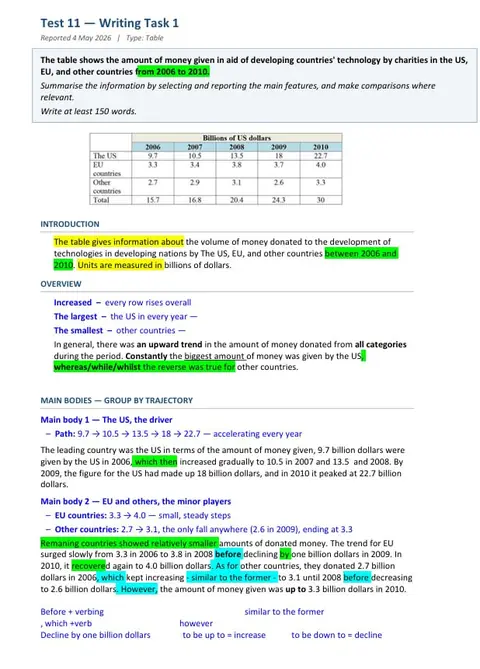 Test 11 — Writing Task 1
Reported 4 May 2026 | Type: Table
The table shows the amount of money given in aid of developing countries' technology by charities in the US,
EU, and other countries from 2006 to 2010.
Summarise the information by selecting and reporting the main features, and make comparisons where
relevant.
Write at least 150 words.
Billions of US dollars
2006 2007 2008 2009 2010
The US 9.7 10.5 13.5 18 22.7
EU countries 3.3 3.4 3.8 3.7 4.0
Other countries 2.7 2.9 3.1 2.6 3.3
Total 15.7 16.8 20.4 24.3 30
INTRODUCTION
The table gives information about the volume of money donated to the development of
technologies in developing nations by The US, EU, and other countries between 2006 and
2010. Units are measured in billions of dollars.
OVERVIEW
Increased – every row rises overall
The largest – the US in every year —
The smallest – other countries —
In general, there was an upward trend in the amount of money donated from all categories
during the period. Constantly the biggest amount of money was given by the US,
whereas/while/whilst the reverse was true for other countries.
MAIN BODIES — GROUP BY TRAJECTORY
Main body 1 — The US, the driver
– Path: 9.7 → 10.5 → 13.5 → 18 → 22.7 — accelerating every year
The leading country was the US in terms of the amount of money given, 9.7 billion dollars were
given by the US in 2006, which then increased gradually to 10.5 in 2007 and 13.5 and 2008. By
2009, the figure for the US had made up 18 billion dollars, and in 2010 it peaked at 22.7 billion
dollars.
Main body 2 — EU and others, the minor players
– EU countries: 3.3 → 4.0 — small, steady steps
– Other countries: 2.7 → 3.1, the only fall anywhere (2.6 in 2009), ending at 3.3
Remaning countries showed relatively smaller amounts of donated money. The trend for EU
surged slowly from 3.3 in 2006 to 3.8 in 2008 before declining by one billion dollars in 2009. In
2010, it recovered again to 4.0 billion dollars. As for other countries, they donated 2.7 billion
dollars in 2006, which kept increasing - similar to the former - to 3.1 until 2008 before decreasing
to 2.6 billion dollars. However, the amount of money given was up to 3.3 billion dollars in 2010.
Before + verbing similar to the former
, which +verb however
Decline by one billion dollars to be up to = increase to be down to = decline